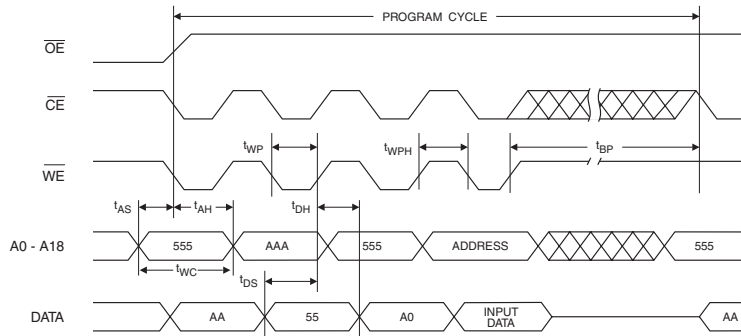 PROGRAM CYCLE
OE
CE
tWP
tWPH
tBP
WE
tAS
tAH
tDH
A0 - A18
555
AAA
555
ADDRESS
555
tWC
tDS
DATA
AA
55
A0
INPUT
DATA
AA